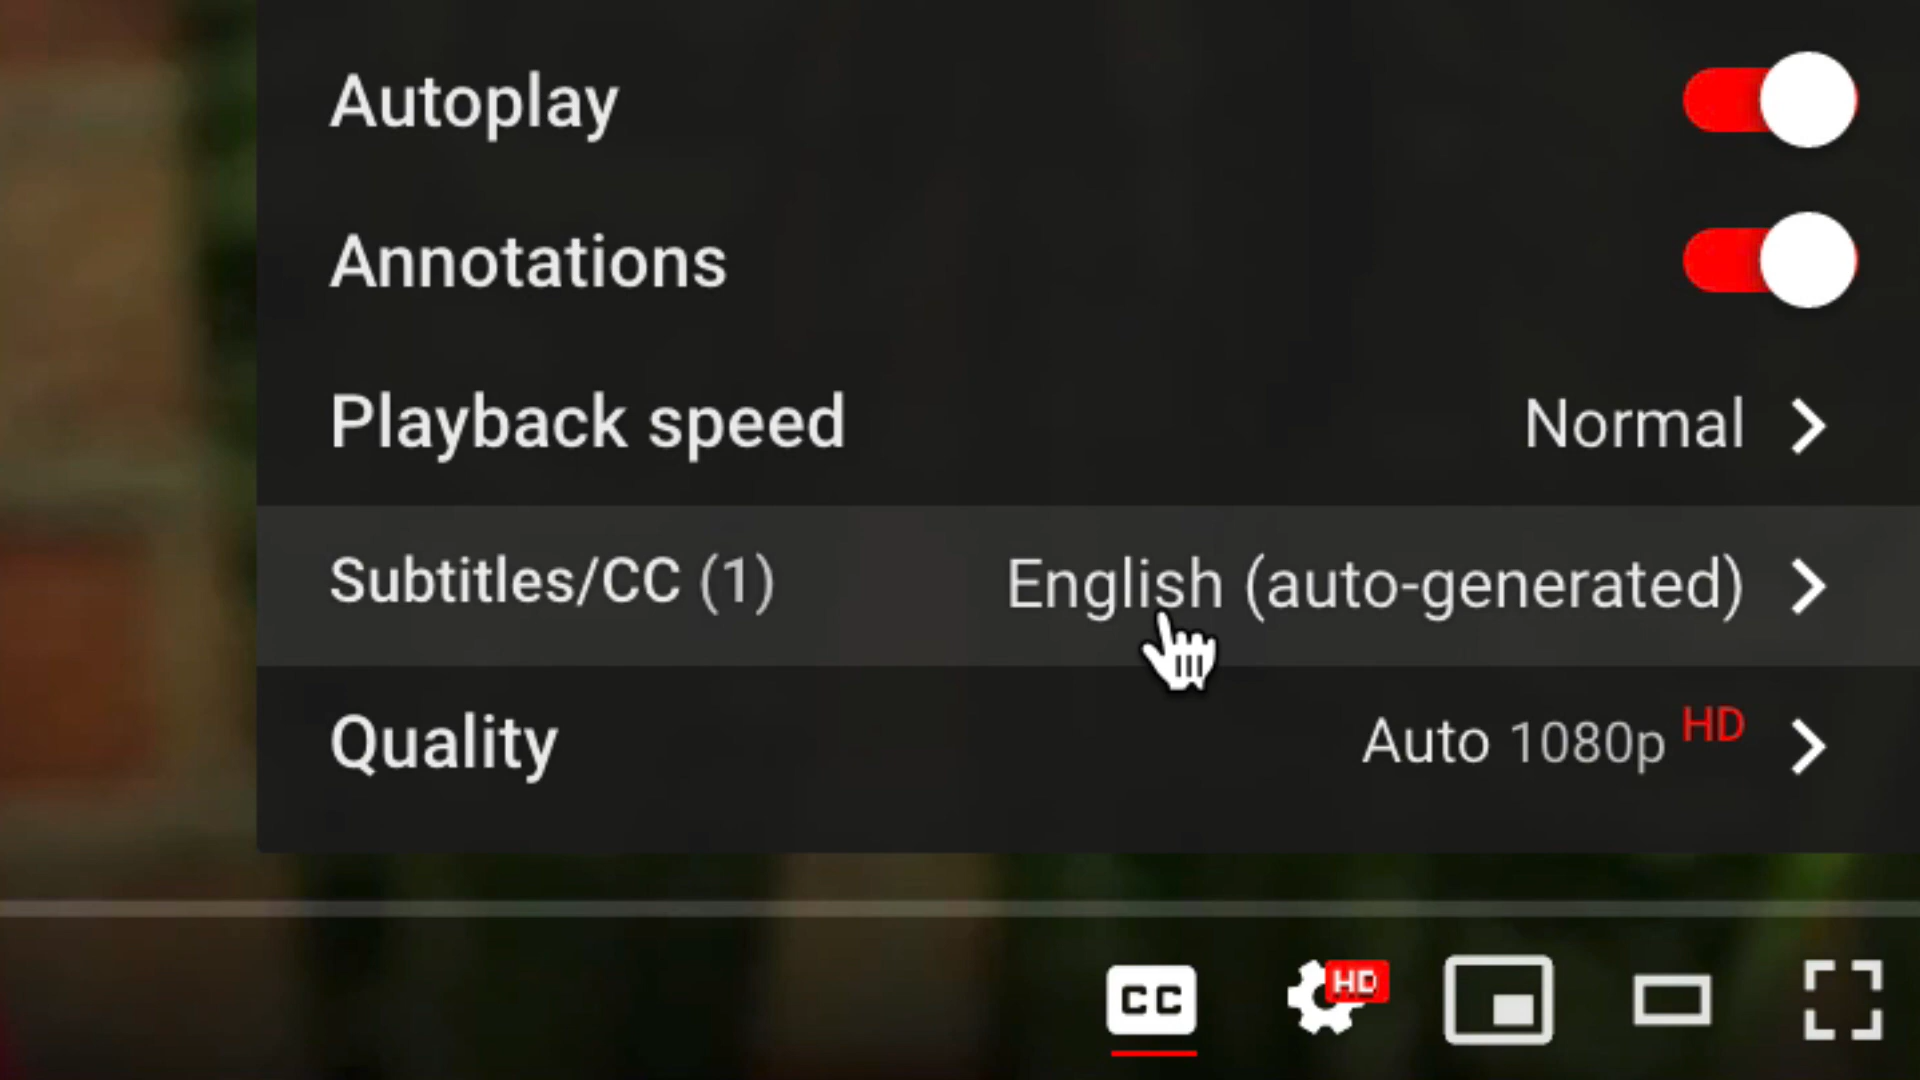 Autoplay
Annotations
Playback speed Normal
Subtitles/CC (1) English (auto-generated)
Quality Auto 1080p HD
CC HD